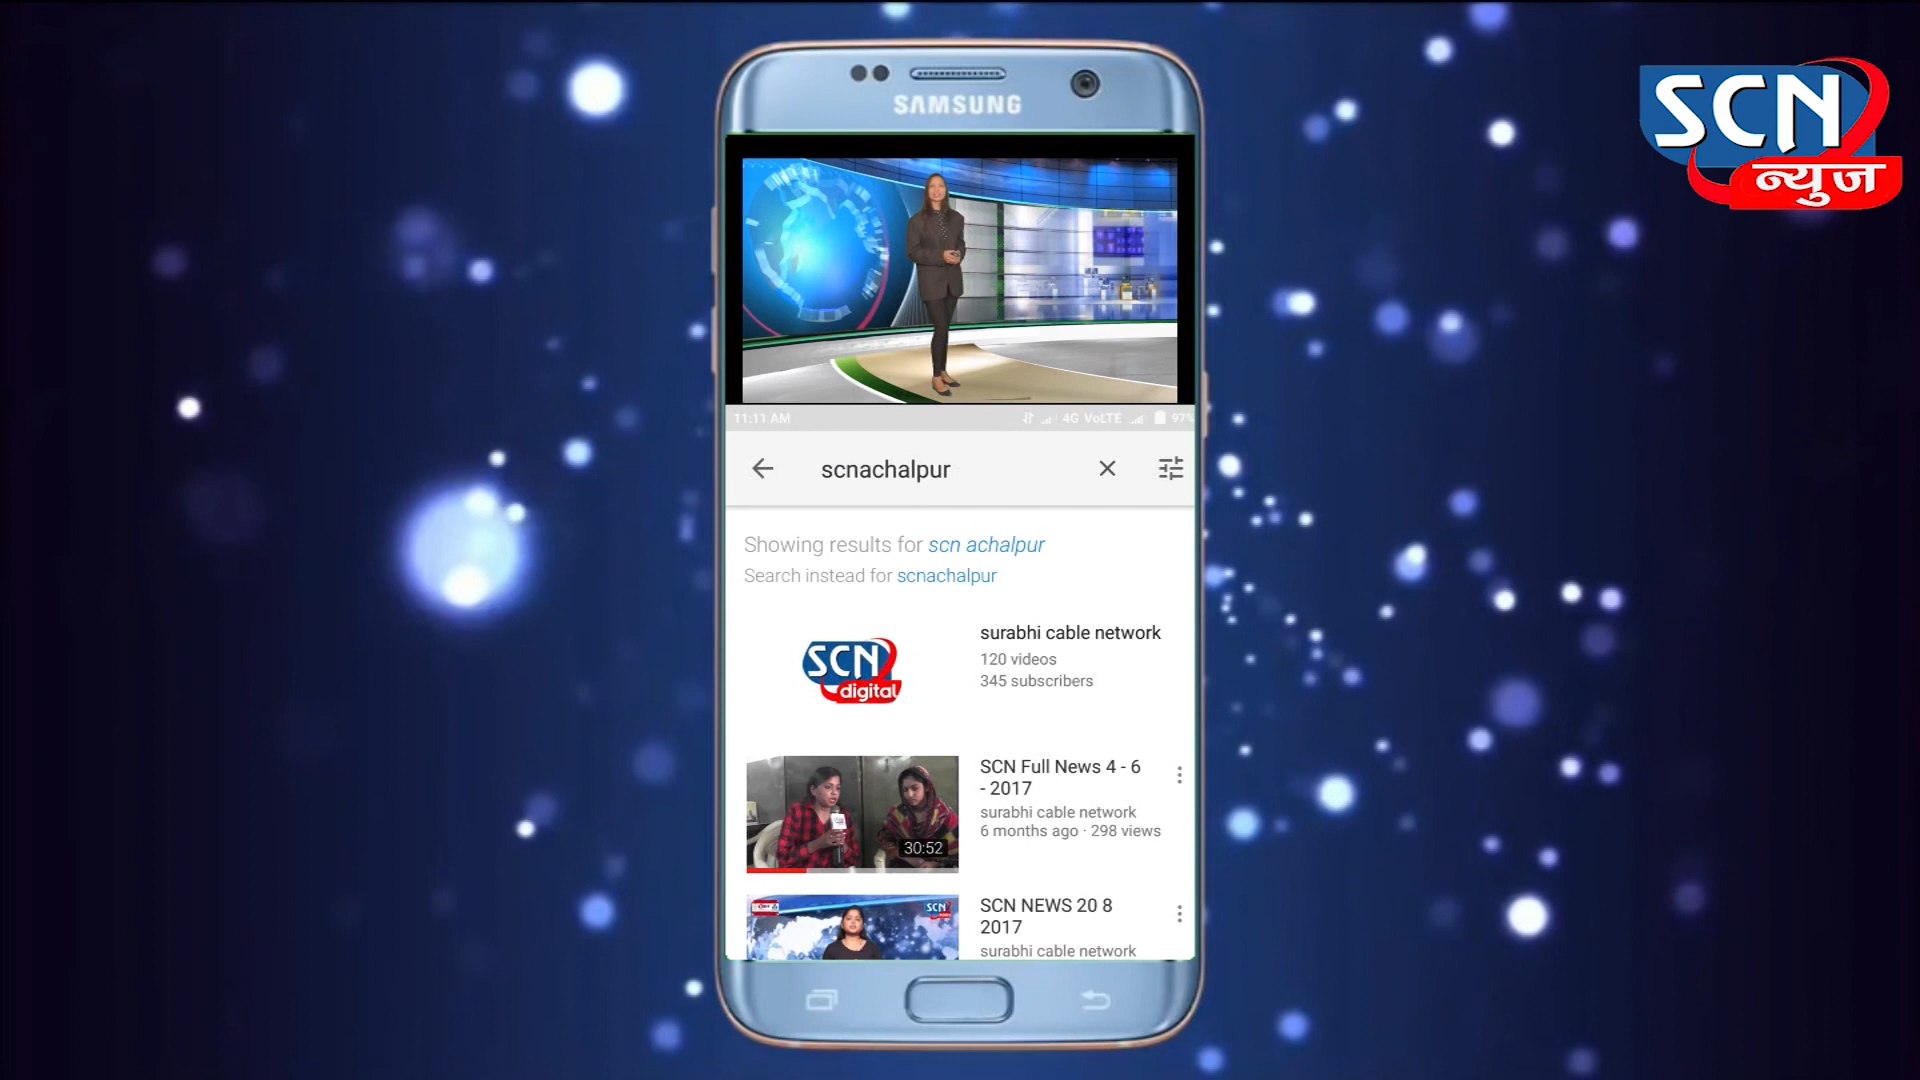 SCN
न्युज
SAMSUNG
11:11 AM
4G VoLTE
97%
scnachalpur
Showing results for scn achalpur
Search instead for scnachalpur
SCN
digital
surabhi cable network
120 videos
345 subscribers
30:52
SCN Full News 4 - 6
- 2017
surabhi cable network
6 months ago · 298 views
SCN
SCN NEWS 20 8
2017
surabhi cable network